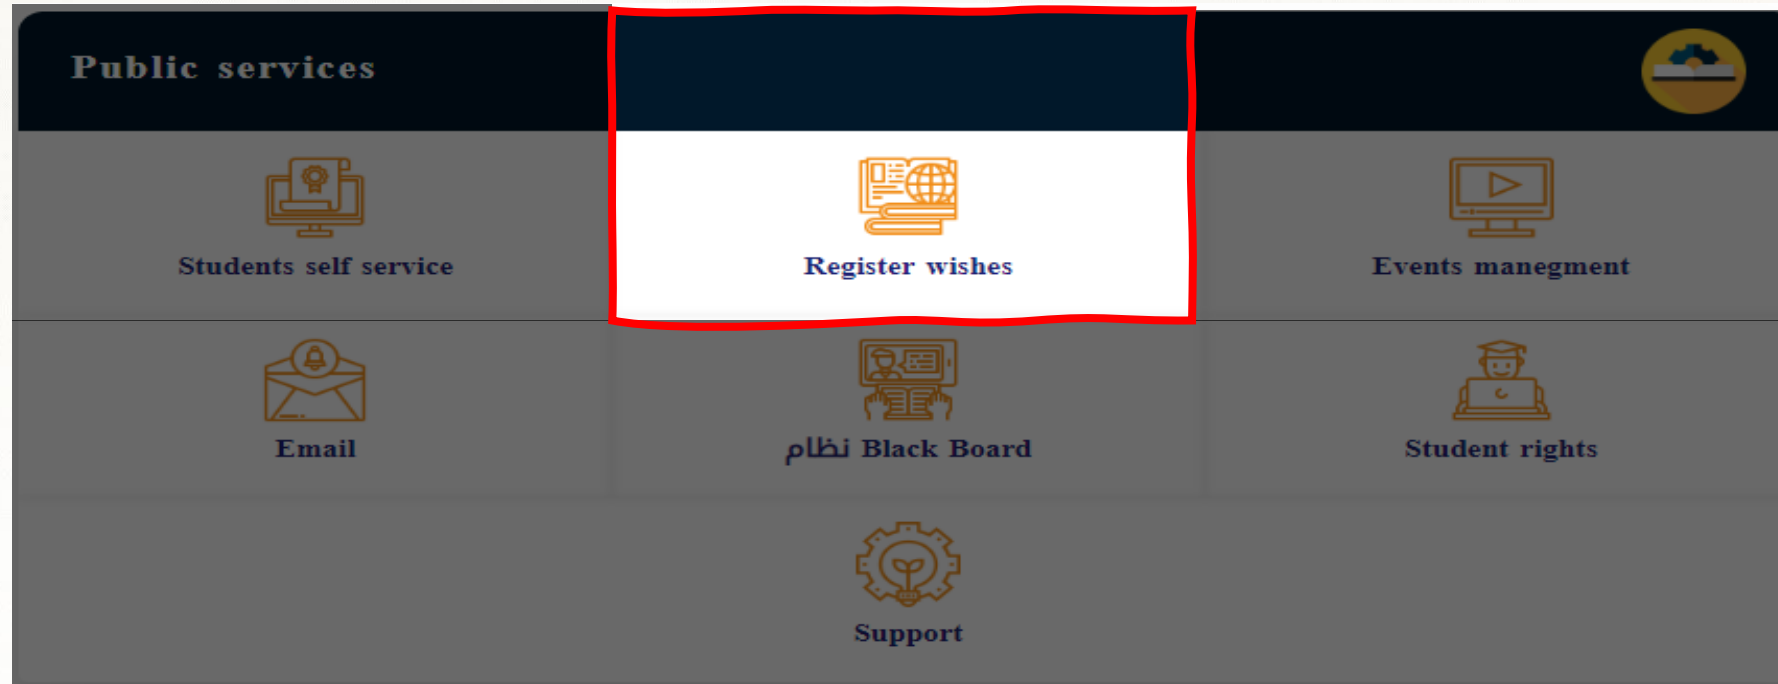 Public services
Students self service
Register wishes
Events manegment
Email
نظام Black Board
Student rights
Support